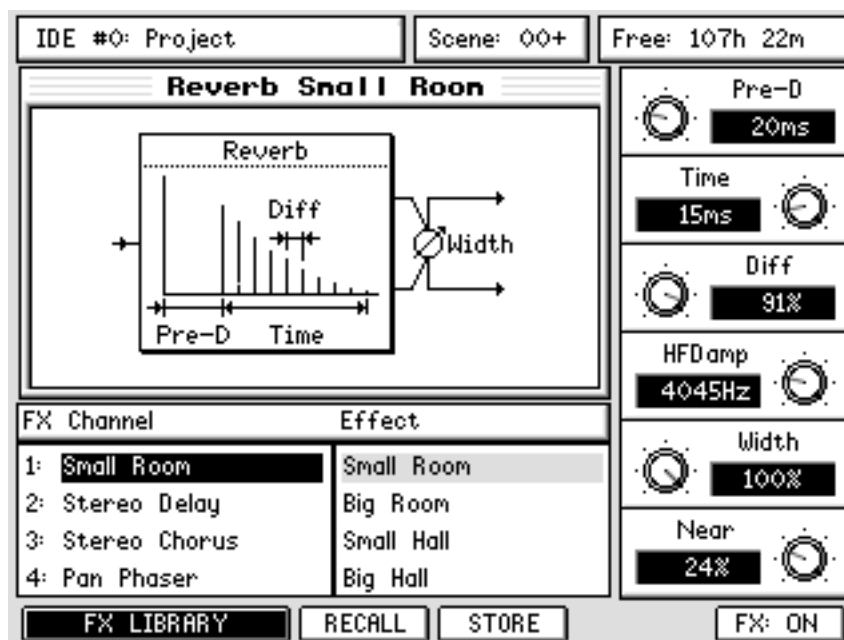 IDE #0: Project
Scene: 00+
Free: 107h 22m
Reverb Small Room
Reverb
Diff
Width
Pre-D Time
Pre-D
20ms
Time
15ms
Diff
91%
HFDamp
4045Hz
Width
100%
Near
24%
FX Channel Effect
1: Small Room Small Room
2: Stereo Delay Big Room
3: Stereo Chorus Small Hall
4: Pan Phaser Big Hall
FX LIBRARY RECALL STORE FX: ON